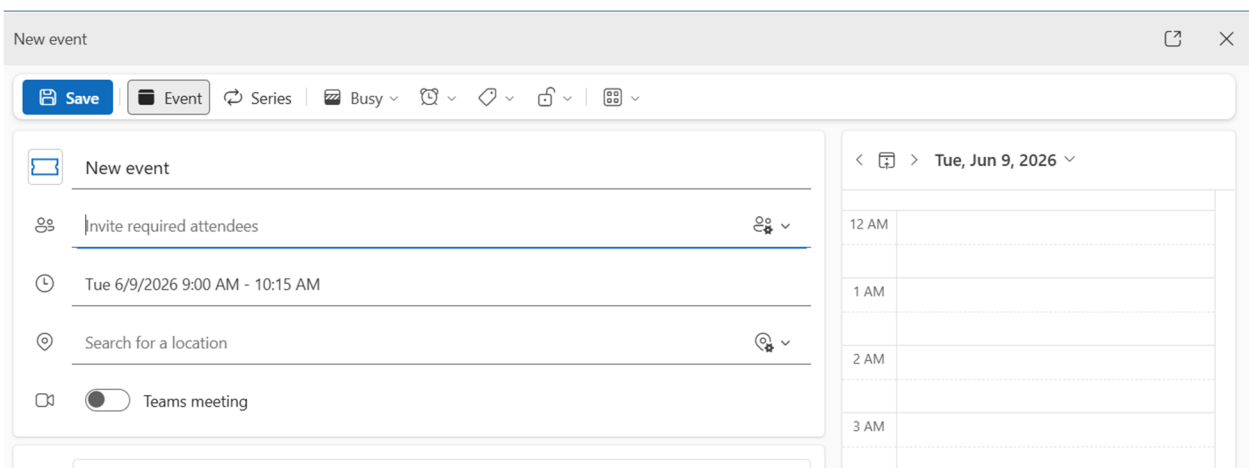 New event
Save Event Series Busy
New event
Invite required attendees
Tue 6/9/2026 9:00 AM - 10:15 AM
Search for a location
Teams meeting
Tue, Jun 9, 2026
12 AM
1 AM
2 AM
3 AM